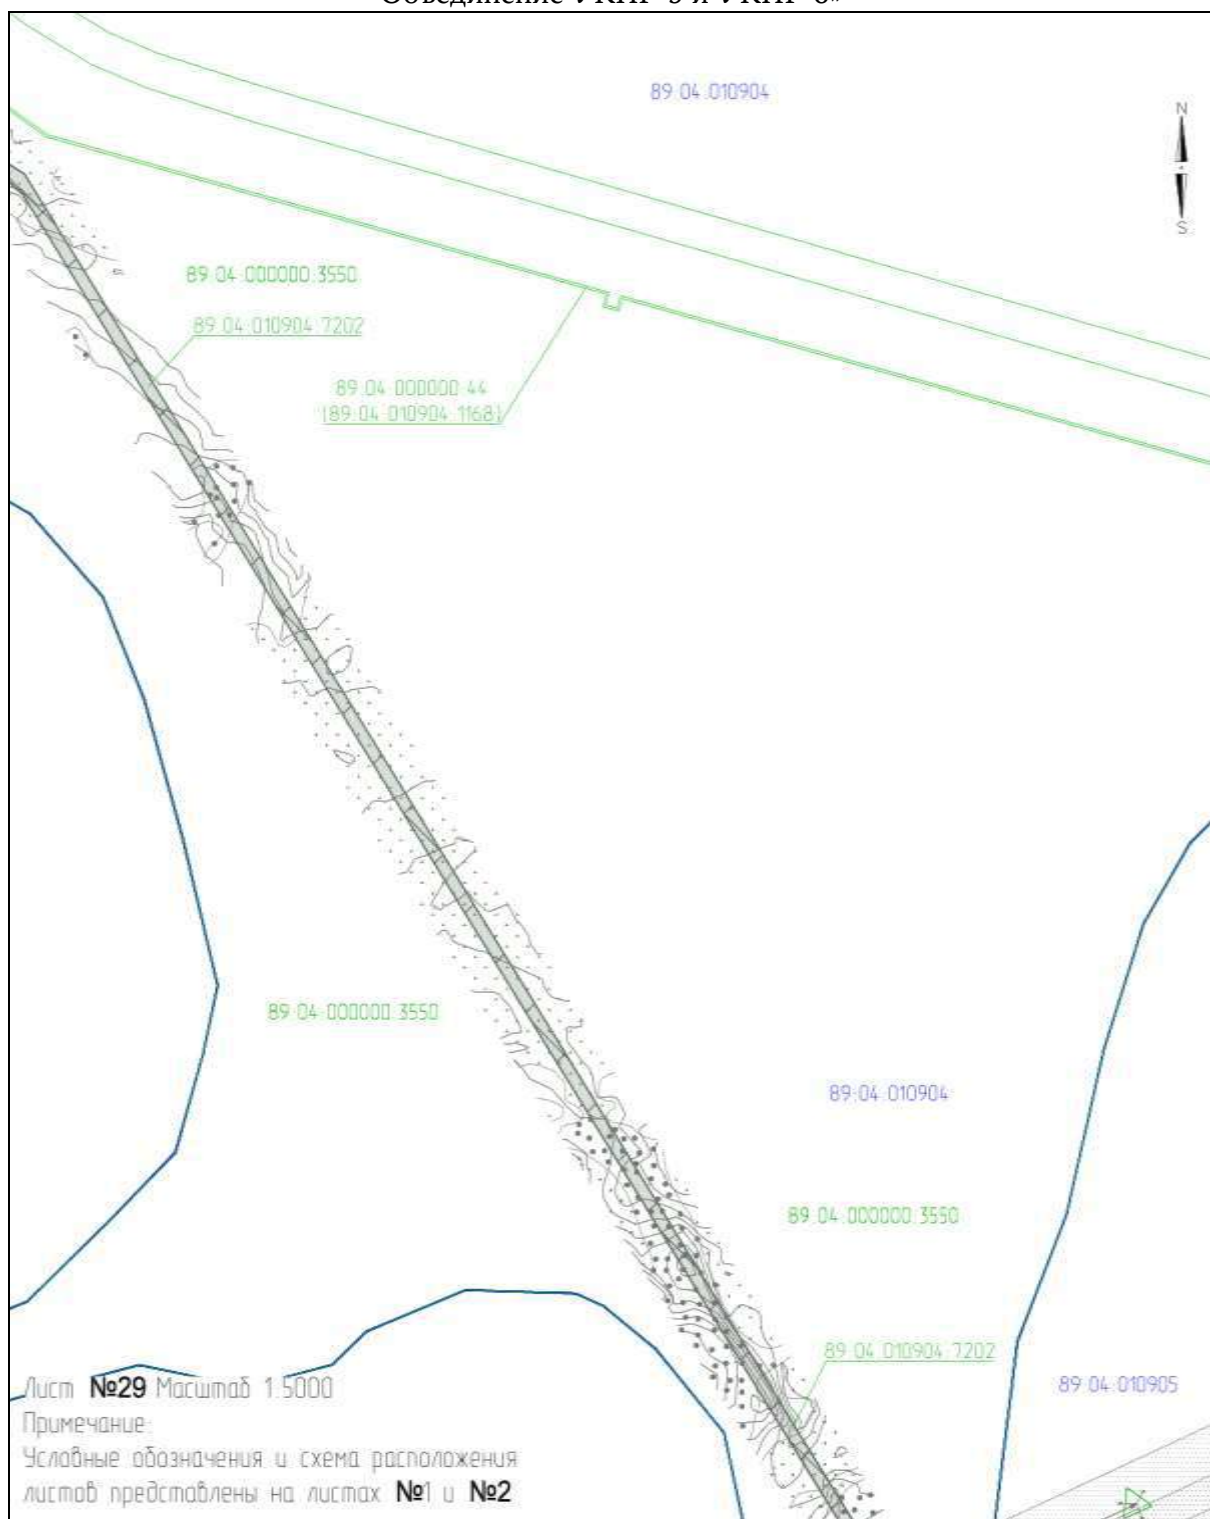 Объединение УКПГ-5 и УКПГ-6»
89:04:010904
N
S
89:04:000000:3550
89:04:010904:7202
89:04:000000:44
(89:04:010904:1168)
89:04:000000:3550
89:04:010904
89:04:000000:3550
89:04:010904:7202
89:04:010905
Лист №29 Масштаб 1:5000
Примечание:
Условные обозначения и схема расположения
листов представлены на листах №1 и №2